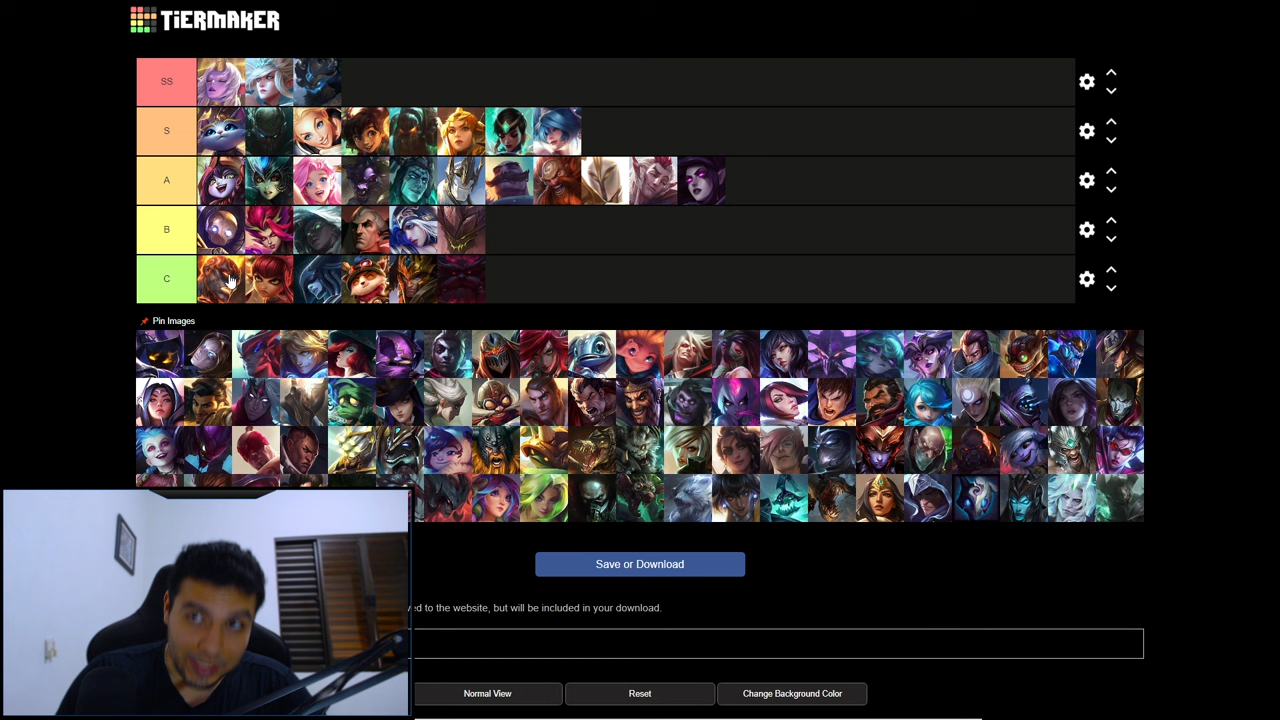 TiERMAKER
SS
S
A
B
C
Pin Images
Save or Download
ved to the website, but will be included in your download.
Normal View
Reset
Change Background Color